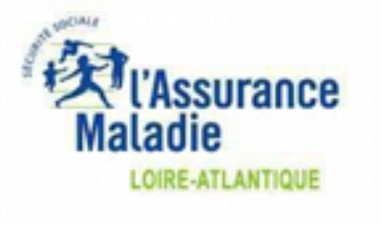 SÉCURITÉ SOCIALE
l'Assurance
Maladie
LOIRE-ATLANTIQUE